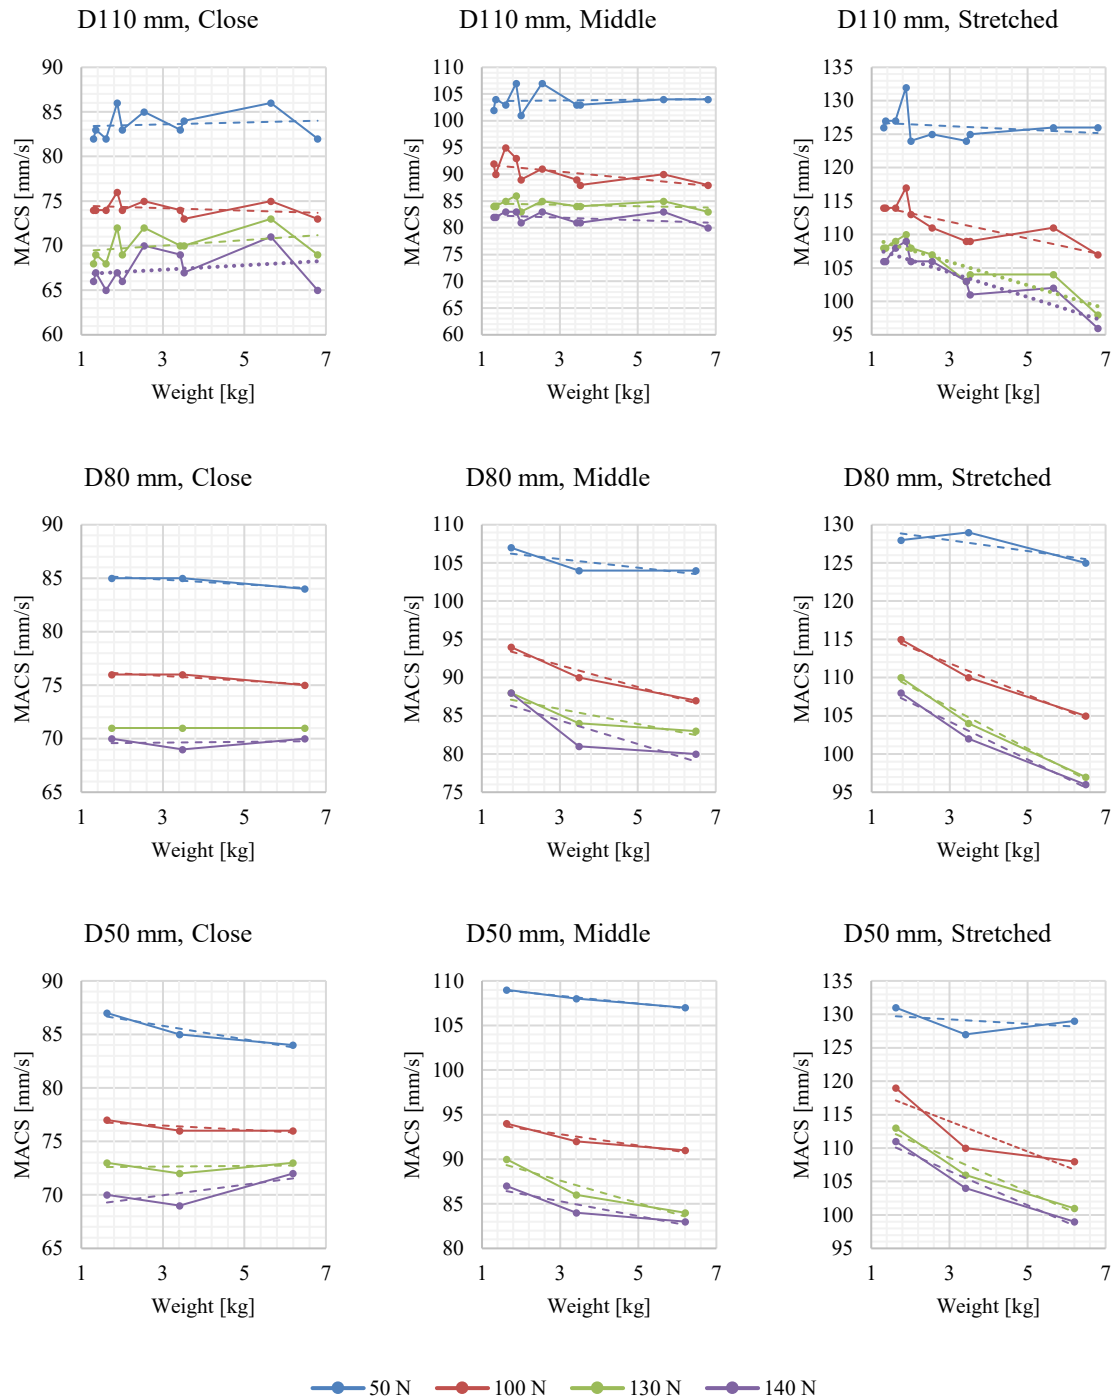 D110 mm, Close
D110 mm, Middle
D110 mm, Stretched
MACS [mm/s]
90
85
80
75
70
65
60
1 3 5 7
Weight [kg]
MACS [mm/s]
110
105
100
95
90
85
80
75
70
65
60
1 3 5 7
Weight [kg]
MACS [mm/s]
135
130
125
120
115
110
105
100
95
1 3 5 7
Weight [kg]
D80 mm, Close
D80 mm, Middle
D80 mm, Stretched
MACS [mm/s]
90
85
80
75
70
65
1 3 5 7
Weight [kg]
MACS [mm/s]
110
105
100
95
90
85
80
75
1 3 5 7
Weight [kg]
MACS [mm/s]
130
125
120
115
110
105
100
95
1 3 5 7
Weight [kg]
D50 mm, Close
D50 mm, Middle
D50 mm, Stretched
MACS [mm/s]
90
85
80
75
70
65
1 3 5 7
Weight [kg]
MACS [mm/s]
110
105
100
95
90
85
80
1 3 5 7
Weight [kg]
MACS [mm/s]
135
130
125
120
115
110
105
100
95
1 3 5 7
Weight [kg]
50 N 100 N 130 N 140 N